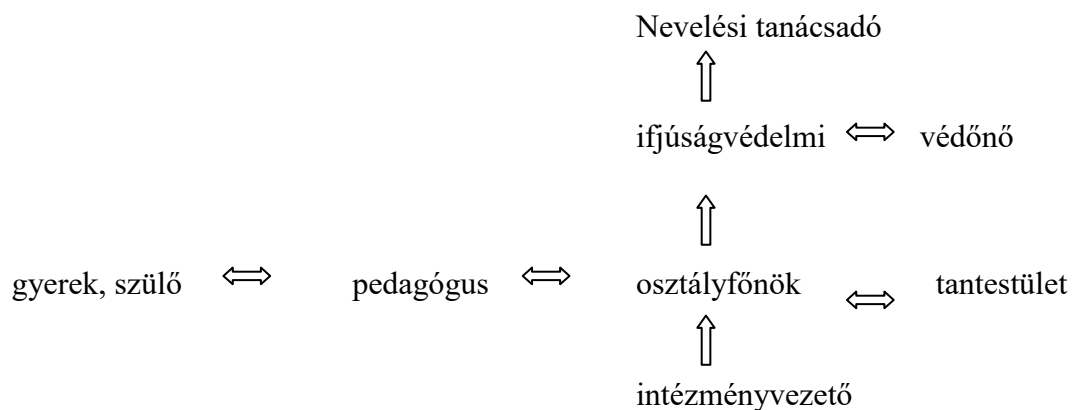 Nevelési tanácsadó
ifjúságvédelmi védőnő
gyerek, szülő pedagógus osztályfőnök tantestület
intézményvezető